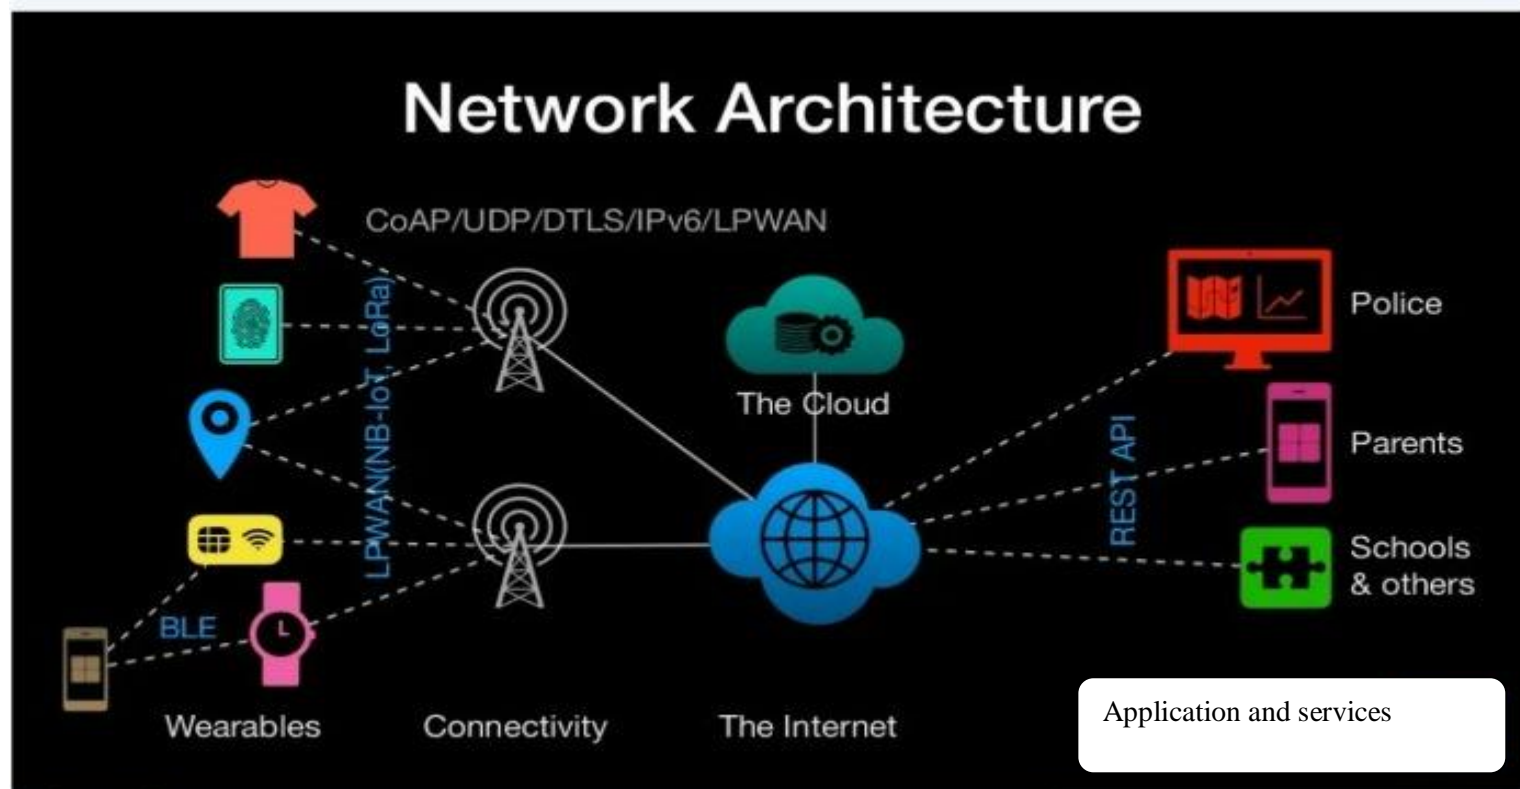 Network Architecture
CoAP/UDP/DTLS/IPv6/LPWAN
LPWAN(NB-IoT, LoRa)
The Cloud
Police
Parents
REST API
Schools
& others
BLE
Wearables
Connectivity
The Internet
Application and services